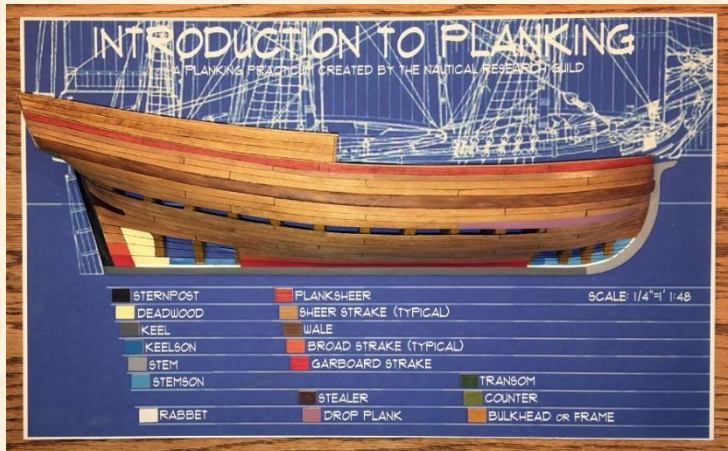 INTRODUCTION TO PLANKING
A PLANKING PRACTICUM CREATED BY THE NAUTICAL RESEARCH GUILD
STERNPOST
DEADWOOD
KEEL
KEELSON
STEM
STEMSON
RABBET
PLANKSHEER
SHEER STRAKE (TYPICAL)
WALE
BROAD STRAKE (TYPICAL)
GARBOARD STRAKE
STEALER
DROP PLANK
SCALE: 1/4"=1' 1:48
TRANSOM
COUNTER
BULKHEAD OR FRAME